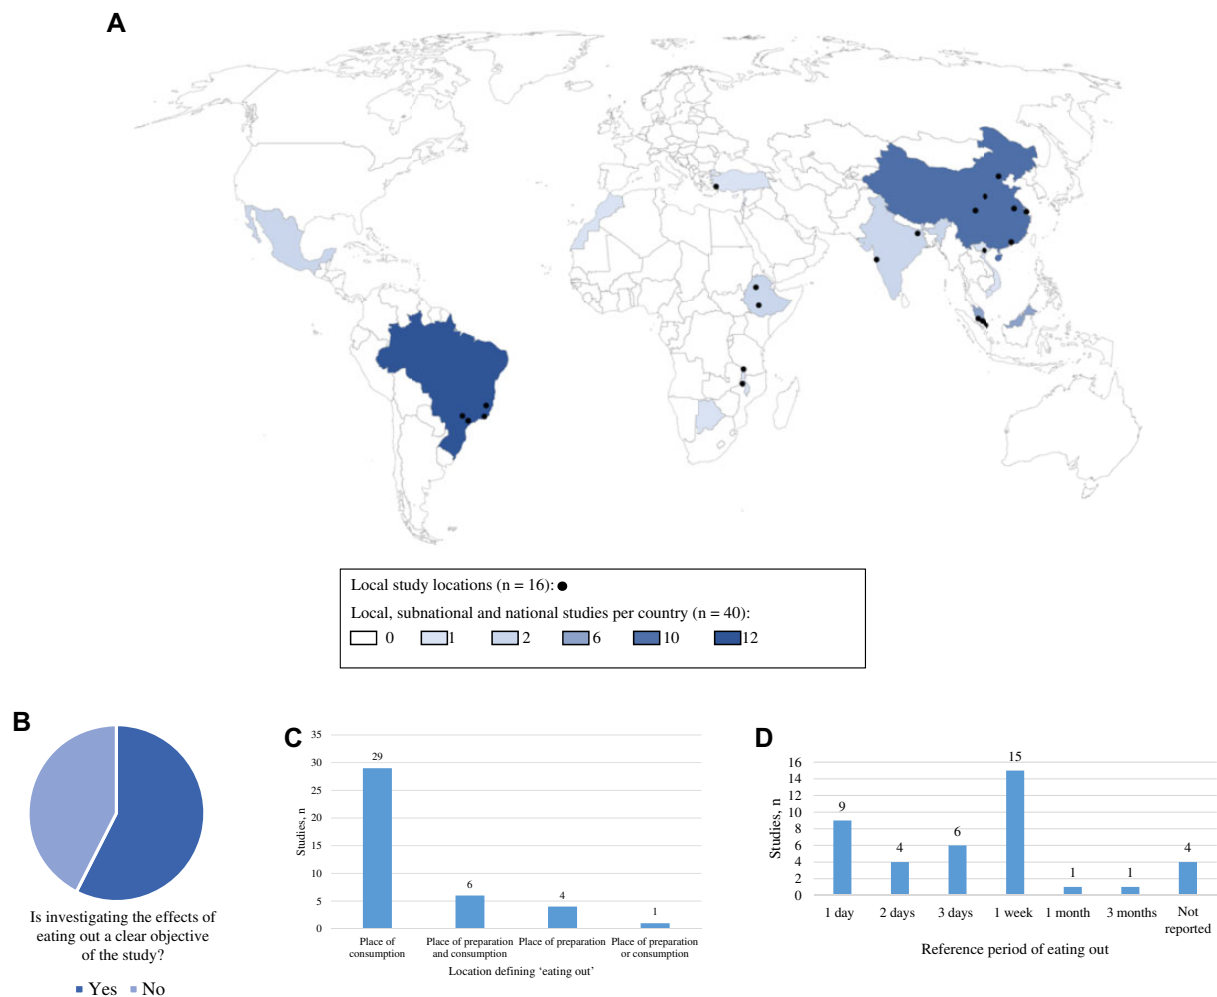 A
Local study locations (n = 16):
Local, subnational and national studies per country (n = 40):
0 1 2 6 10 12
B
Is investigating the effects of
eating out a clear objective
of the study?
Yes No
C
Studies, n
35
30
25
20
15
10
5
0
29
6
4
1
Place of
consumption
Place of preparation
and consumption
Place of preparation
Place of preparation
or consumption
Location defining ‘eating out’
D
Studies, n
16
14
12
10
8
6
4
2
0
9
4
6
15
1
1
4
1 day
2 days
3 days
1 week
1 month
3 months
Not
reported
Reference period of eating out